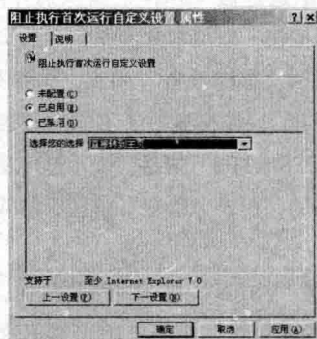 阻止执行首次运行自定义设置 属性
设置 说明
阻止执行首次运行自定义设置
未配置(C)
已启用(E)
已禁用(D)
选择您的选择
支持于 至少 Internet Explorer 7.0
上一设置(P) 下一设置(N)
确定 取消 应用(A)